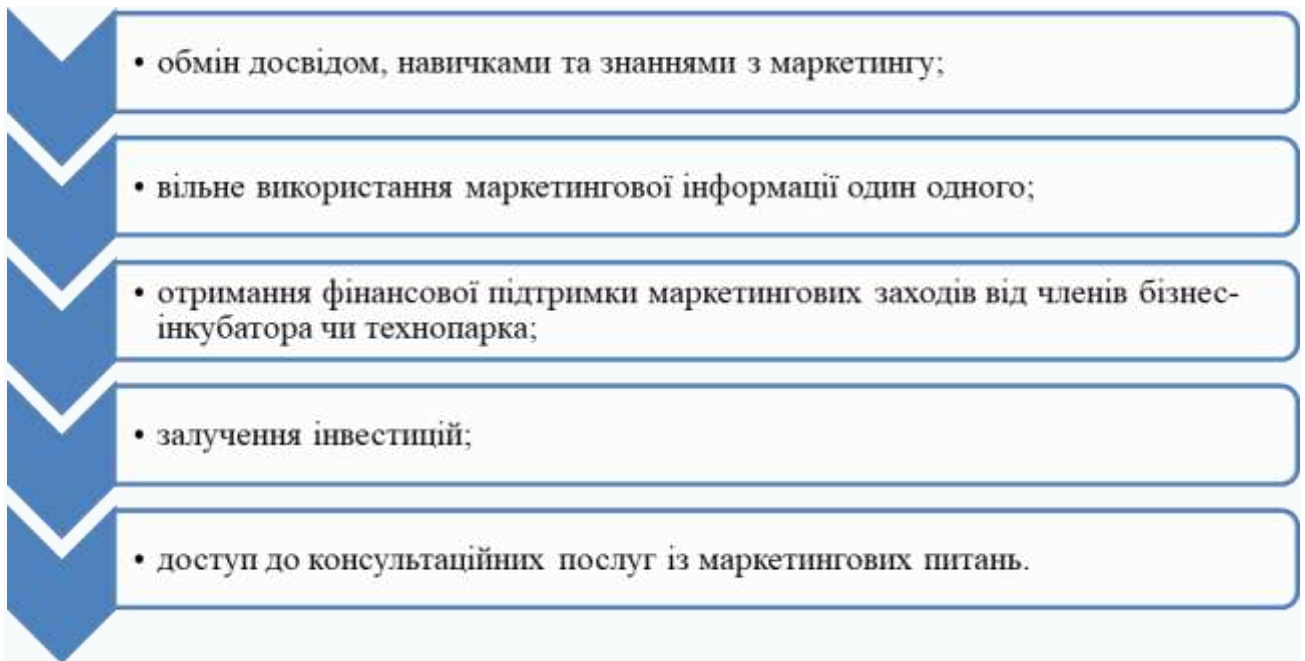 • обмін досвідом, навичками та знаннями з маркетингу;
• вільне використання маркетингової інформації один одного;
• отримання фінансової підтримки маркетингових заходів від членів бізнес-
інкубатора чи технопарка;
• залучення інвестицій;
• доступ до консультаційних послуг із маркетингових питань.